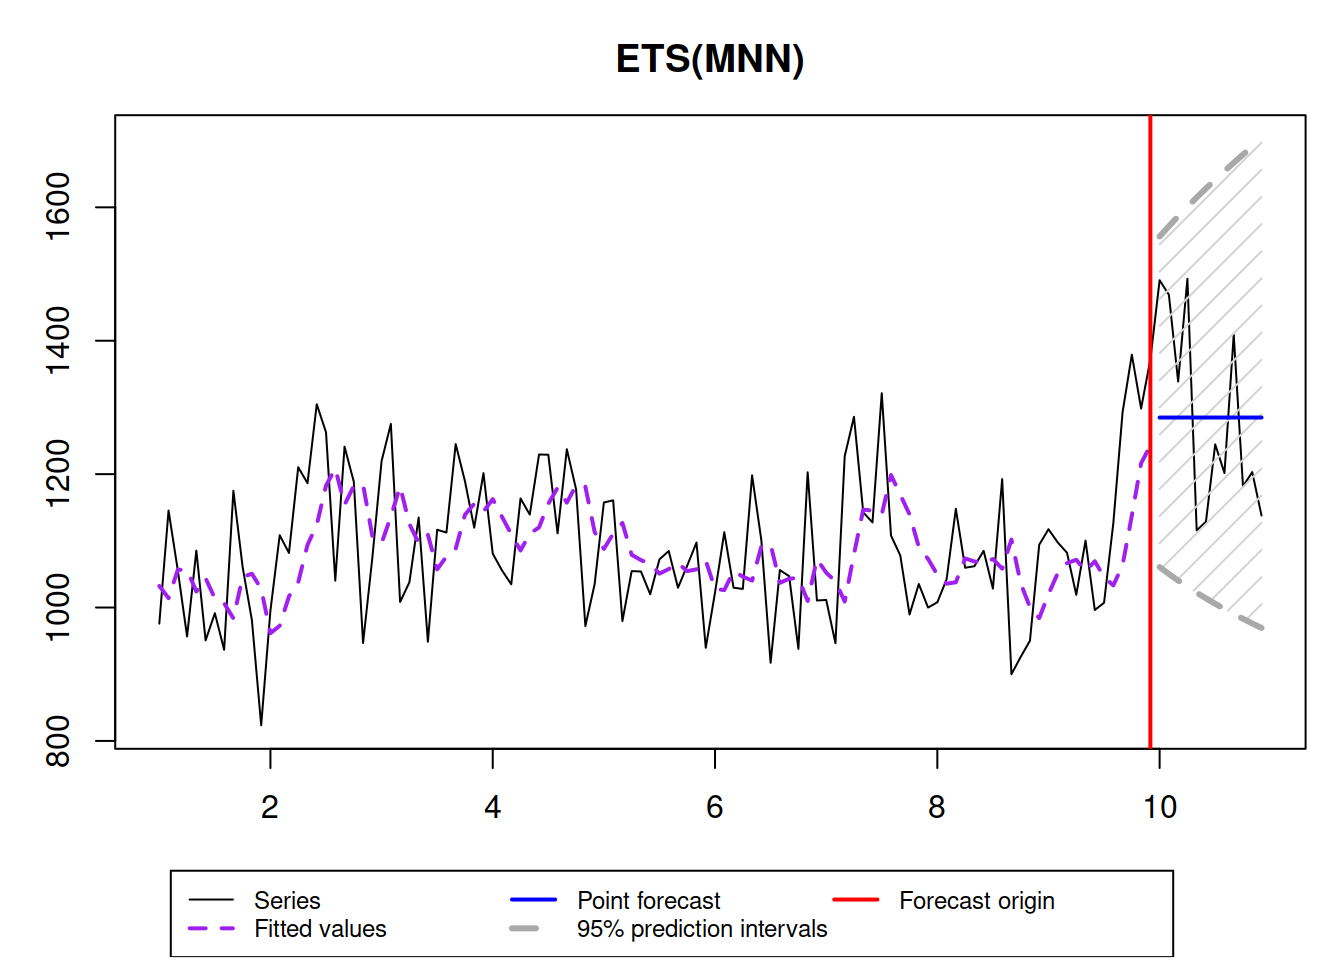 ETS(MNN)
1600
1400
1200
1000
800
2 4 6 8 10
Series Point forecast Forecast origin
Fitted values 95% prediction intervals